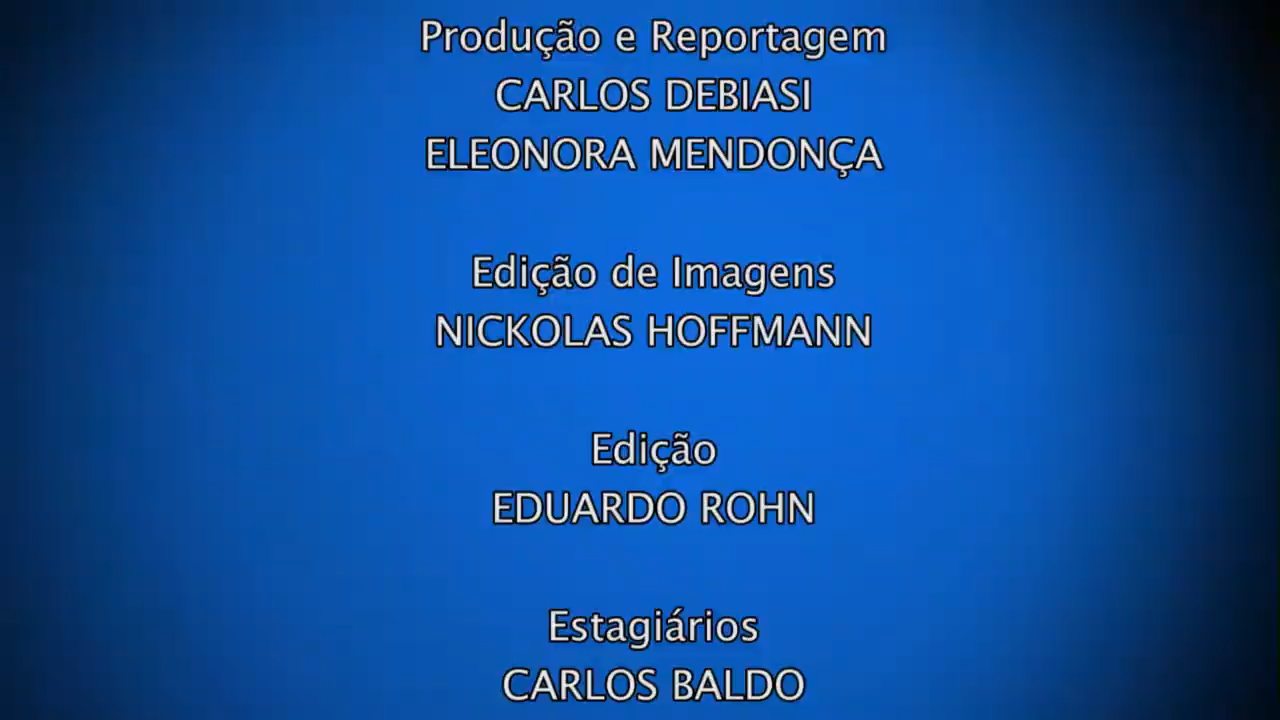 Produção e Reportagem
CARLOS DEBIASI
ELEONORA MENDONÇA
Edição de Imagens
NICKOLAS HOFFMANN
Edição
EDUARDO ROHN
Estagiários
CARLOS BALDO